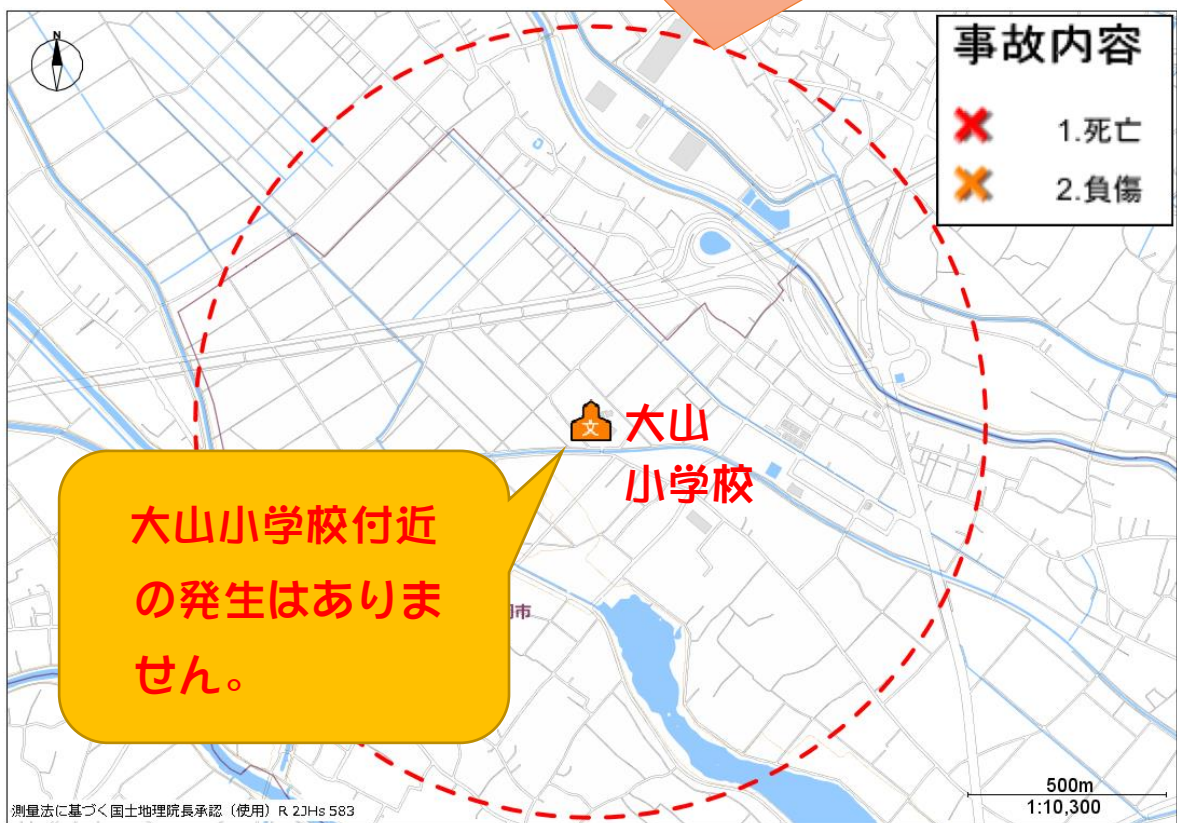 N
事故内容
1.死亡
2.負傷
文
大山
小学校
大山小学校付近
の発生はありま
せん。
市
500m
1:10,300
測量法に基づく国土地理院長承認（使用）R 2JHs 583